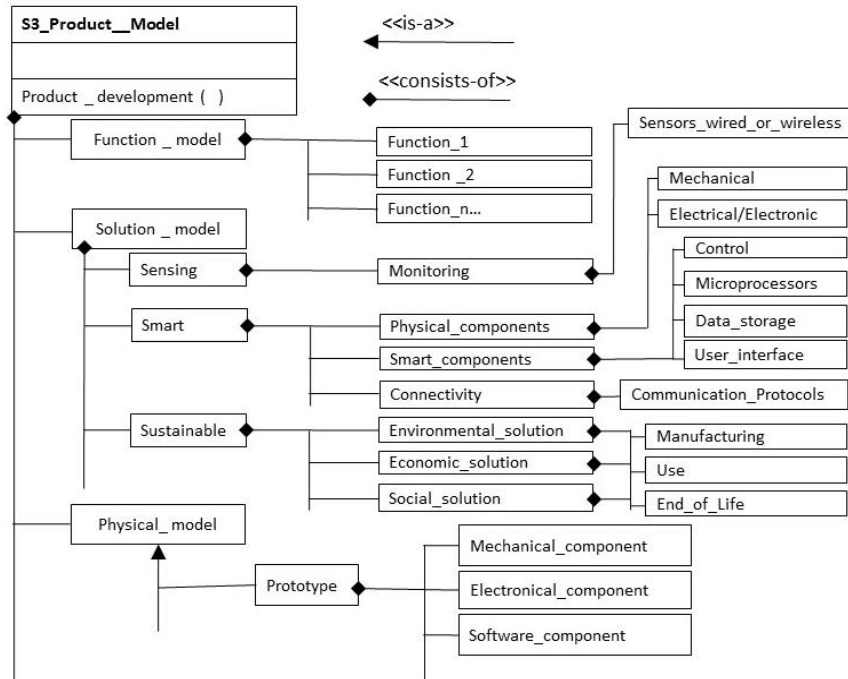 S3_Product__Model
<<is-a>>
<<consists-of>>
Product _ development ( )
Sensors_wired_or_wireless
Function _ model
Function_1
Function _2
Function_n...
Mechanical
Electrical/Electronic
Solution _ model
Control
Sensing
Monitoring
Microprocessors
Smart
Physical_components
Data_storage
Smart_components
User_interface
Connectivity
Communication_Protocols
Sustainable
Environmental_solution
Manufacturing
Economic_solution
Use
Social_solution
End_of_Life
Physical_ model
Mechanical_component
Prototype
Electronical_component
Software_component